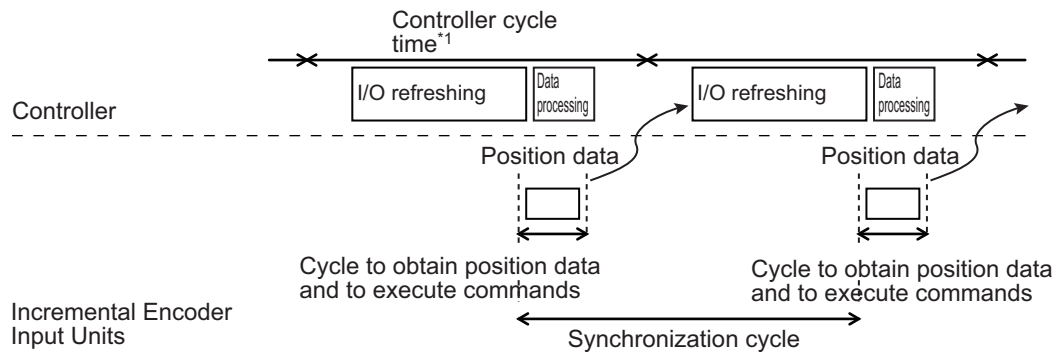 Controller cycle
time*1
I/O refreshing
Data
processing
I/O refreshing
Data
processing
Controller
Position data
Position data
Cycle to obtain position data
and to execute commands
Cycle to obtain position data
and to execute commands
Incremental Encoder
Input Units
Synchronization cycle